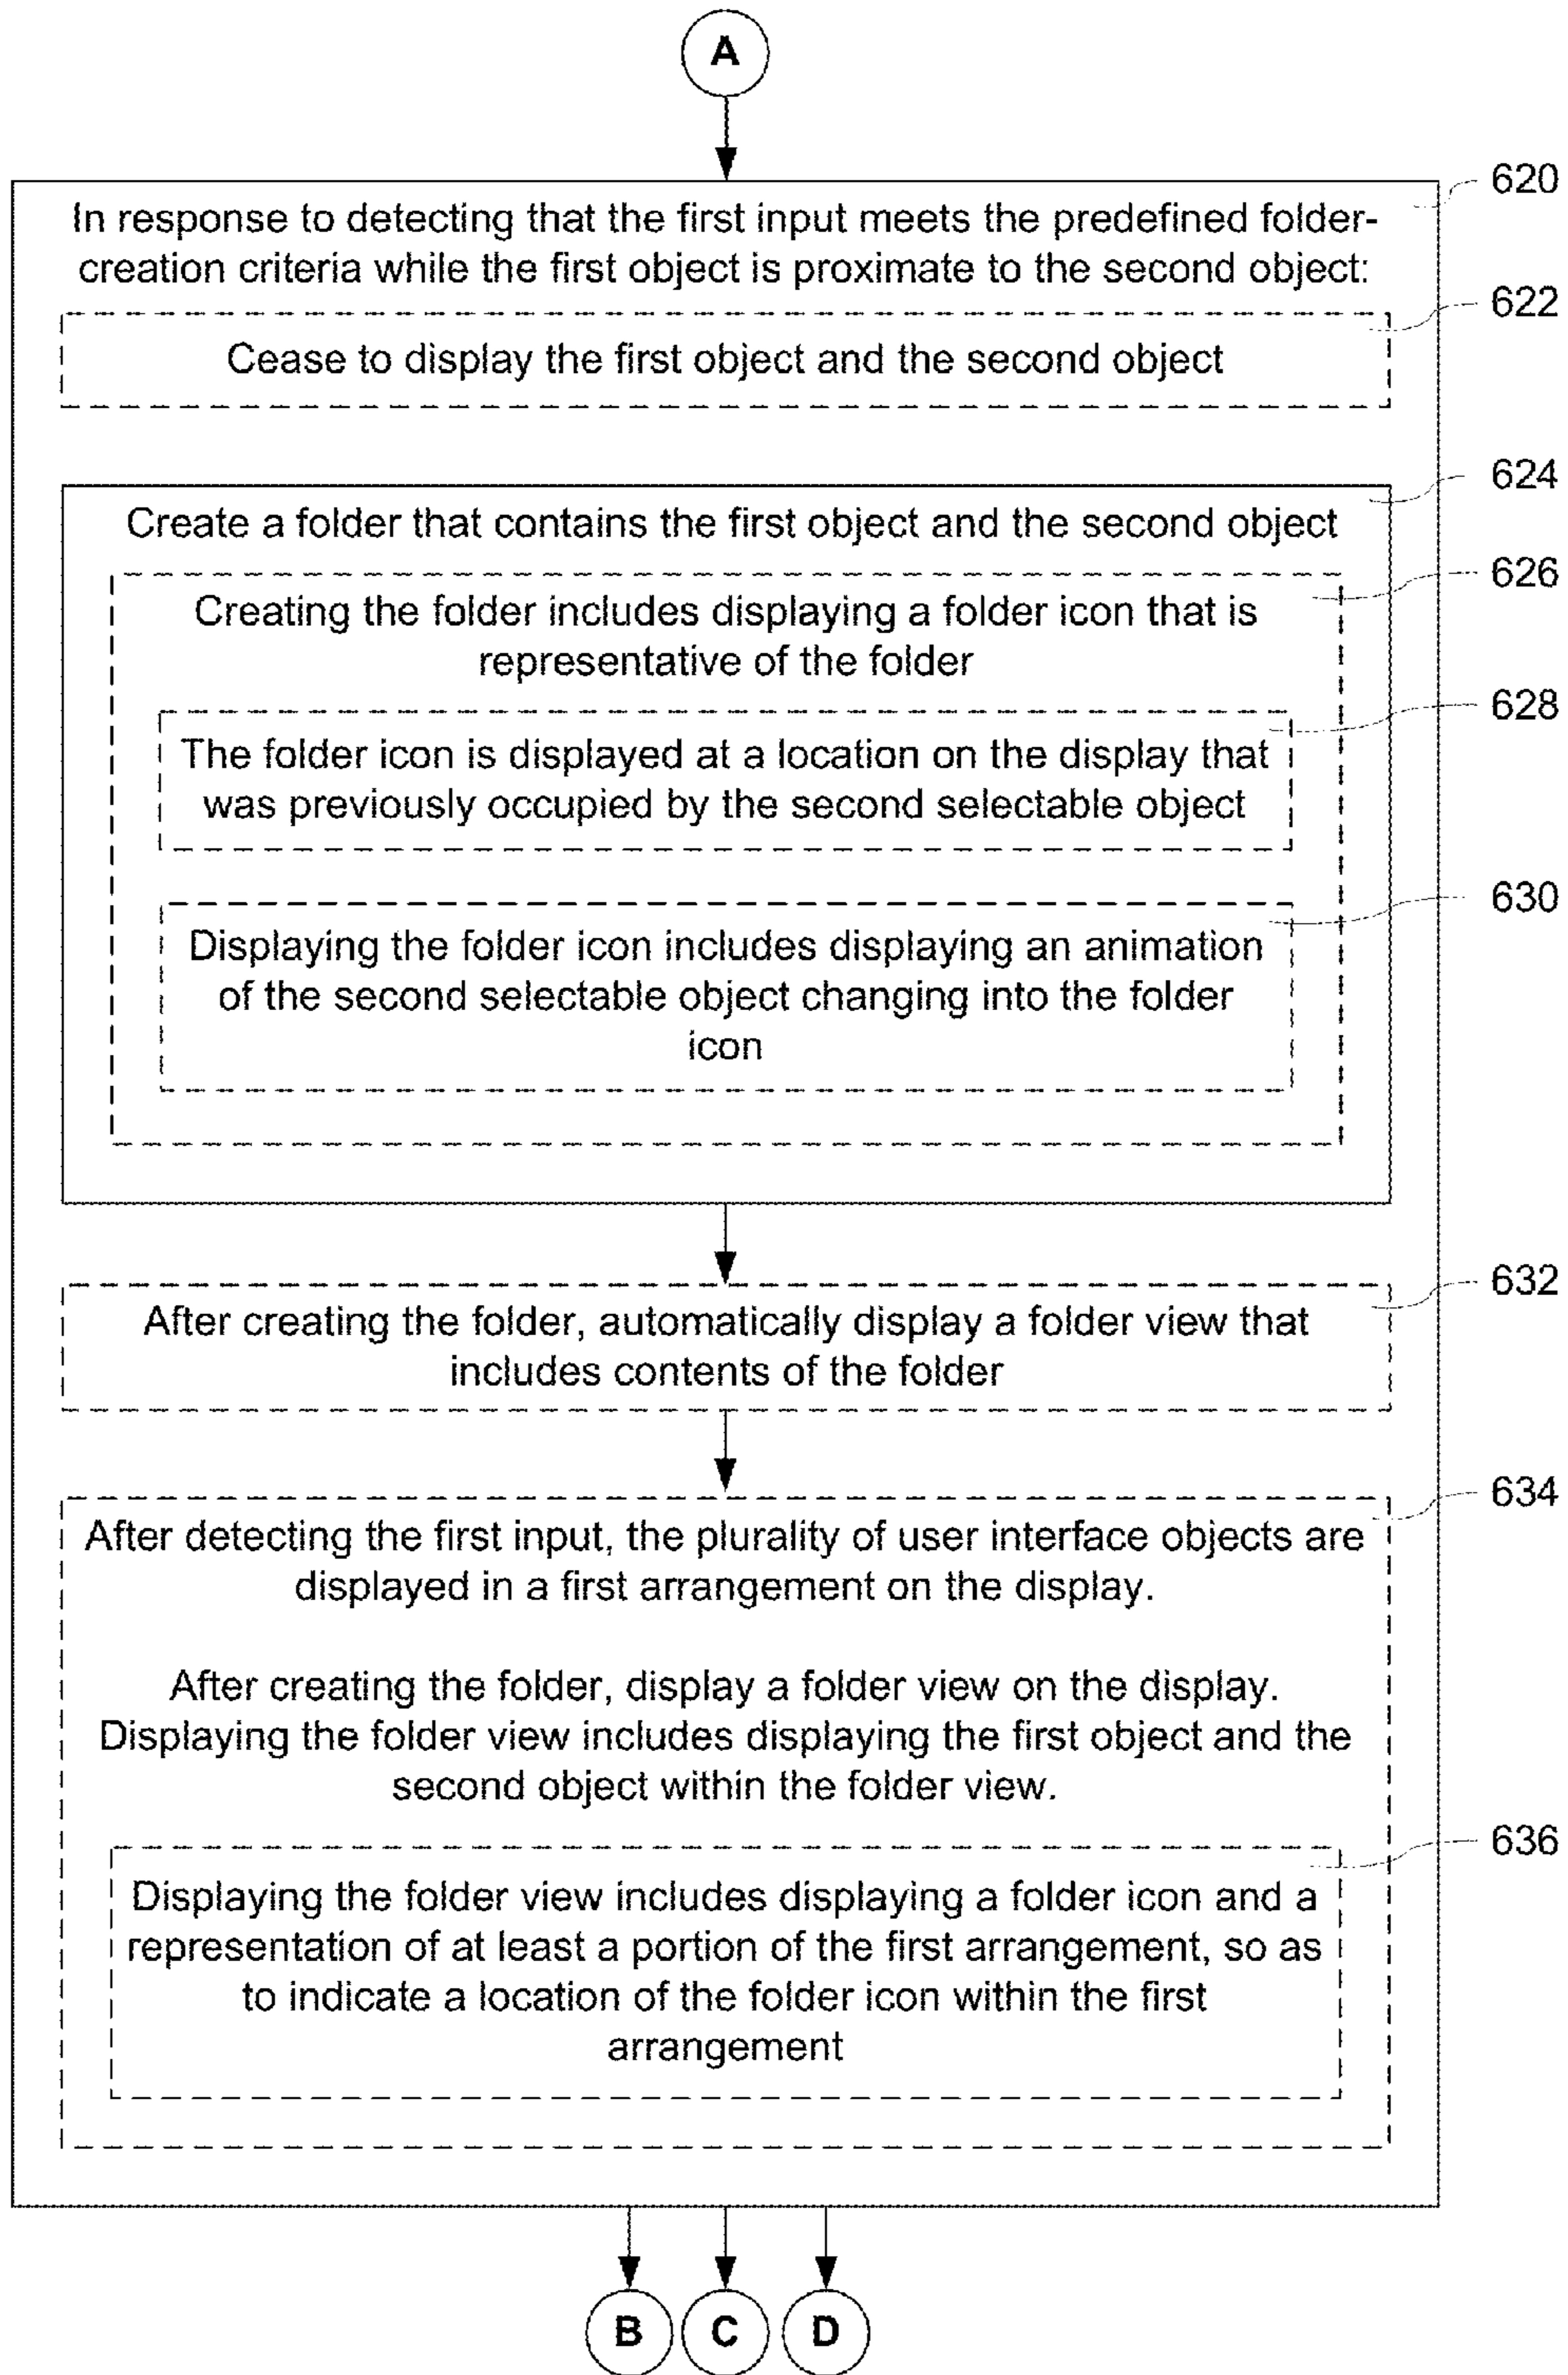 A
620
In response to detecting that the first input meets the predefined folder-
creation criteria while the first object is proximate to the second object:
622
Cease to display the first object and the second object
624
Create a folder that contains the first object and the second object
626
Creating the folder includes displaying a folder icon that is
representative of the folder
628
The folder icon is displayed at a location on the display that
was previously occupied by the second selectable object
630
Displaying the folder icon includes displaying an animation
of the second selectable object changing into the folder
icon
632
After creating the folder, automatically display a folder view that
includes contents of the folder
634
After detecting the first input, the plurality of user interface objects are
displayed in a first arrangement on the display.
After creating the folder, display a folder view on the display.
Displaying the folder view includes displaying the first object and the
second object within the folder view.
636
Displaying the folder view includes displaying a folder icon and a
representation of at least a portion of the first arrangement, so as
to indicate a location of the folder icon within the first
arrangement
B C D